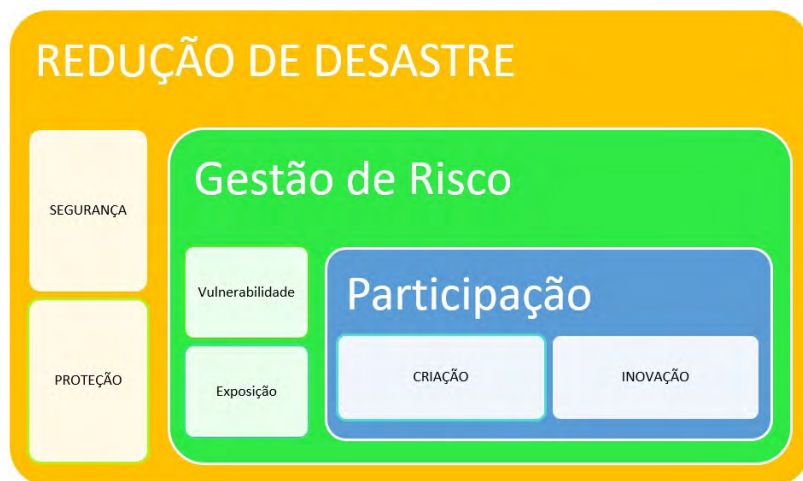 REDUÇÃO DE DESASTRE
SEGURANÇA
PROTEÇÃO
Gestão de Risco
Vulnerabilidade
Exposição
Participação
CRIAÇÃO
INOVAÇÃO